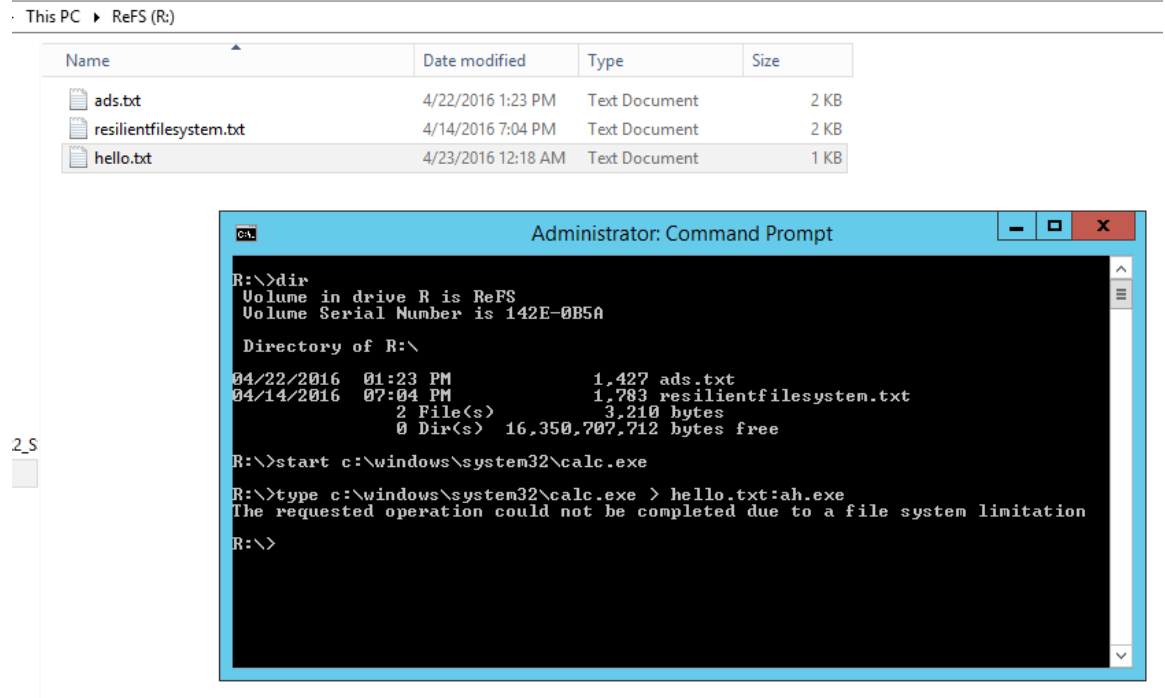 This PC ▸ ReFS (R:)
Name Date modified Type Size
ads.txt 4/22/2016 1:23 PM Text Document 2 KB
resilientfilesystem.txt 4/14/2016 7:04 PM Text Document 2 KB
hello.txt 4/23/2016 12:18 AM Text Document 1 KB
Administrator: Command Prompt
R:\>dir
Volume in drive R is ReFS
Volume Serial Number is 142E-0B5A
Directory of R:\
04/22/2016 01:23 PM 1,427 ads.txt
04/14/2016 07:04 PM 1,783 resilientfilesystem.txt
2 File(s) 3,210 bytes
0 Dir(s) 16,350,707,712 bytes free
2_S
R:\>start c:\windows\system32\calc.exe
R:\>type c:\windows\system32\calc.exe > hello.txt:ah.exe
The requested operation could not be completed due to a file system limitation
R:\>